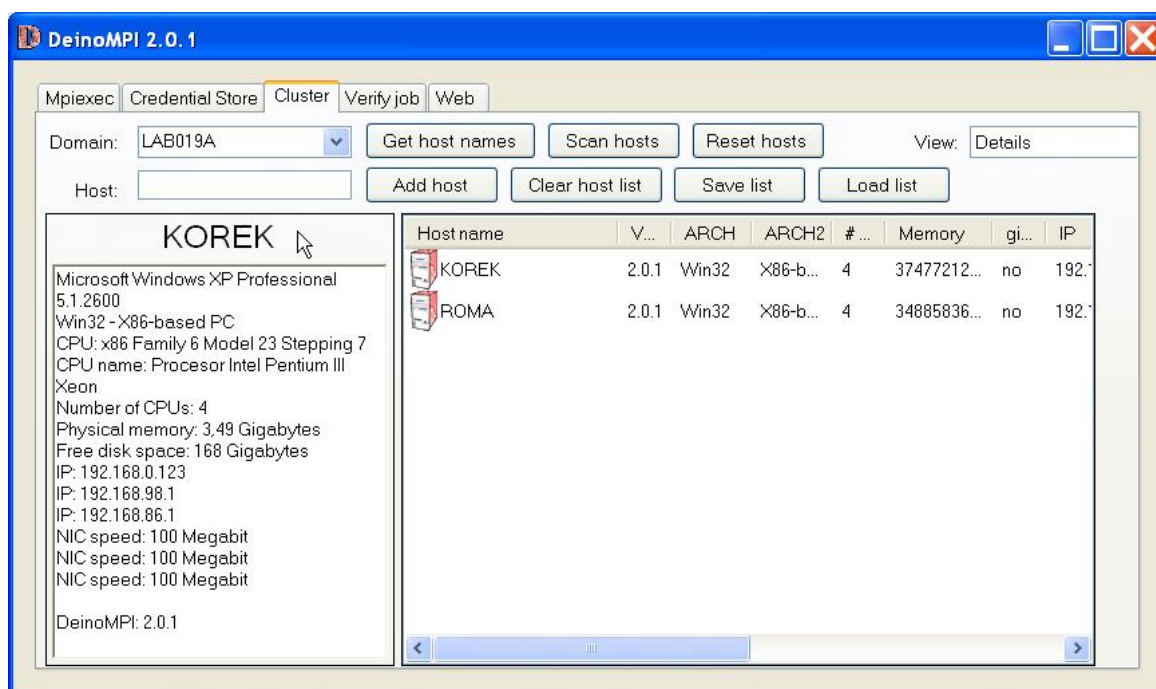 DeinoMPI 2.0.1
Mpiexec Credential Store Cluster Verify job Web
Domain: LAB019A Get host names Scan hosts Reset hosts View: Details
Host: Add host Clear host list Save list Load list
KOREK
Microsoft Windows XP Professional
5.1.2600
Win32 - X86-based PC
CPU: x86 Family 6 Model 23 Stepping 7
CPU name: Procesor Intel Pentium III
Xeon
Number of CPUs: 4
Physical memory: 3,49 Gigabytes
Free disk space: 168 Gigabytes
IP: 192.168.0.123
IP: 192.168.98.1
IP: 192.168.86.1
NIC speed: 100 Megabit
NIC speed: 100 Megabit
NIC speed: 100 Megabit
DeinoMPI: 2.0.1
Host name V... ARCH ARCH2 # ... Memory gi... IP
KOREK 2.0.1 Win32 X86-b... 4 37477212... no 192.
ROMA 2.0.1 Win32 X86-b... 4 34885836... no 192.